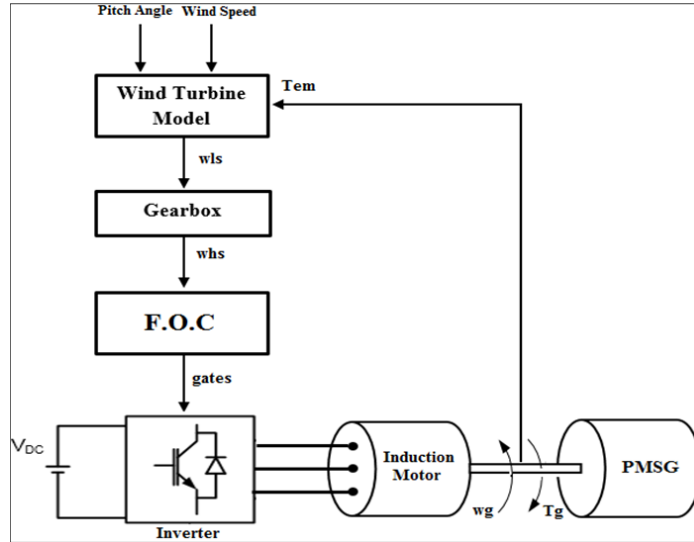 Pitch Angle Wind Speed
Wind Turbine
Model
Tem
wls
Gearbox
whs
F.O.C
gates
VDC
Induction
Motor
PMSG
wg
Tg
Inverter